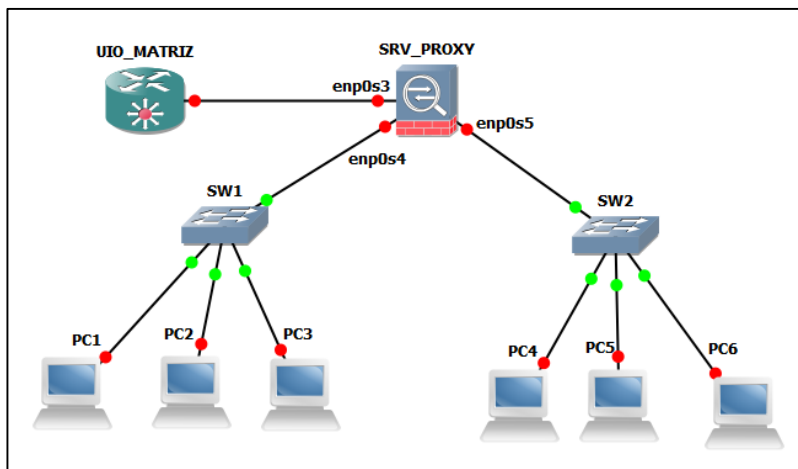 UIO_MATRIZ
SRV_PROXY
enp0s3
enp0s5
enp0s4
SW1
SW2
PC1
PC2
PC3
PC4
PC5
PC6